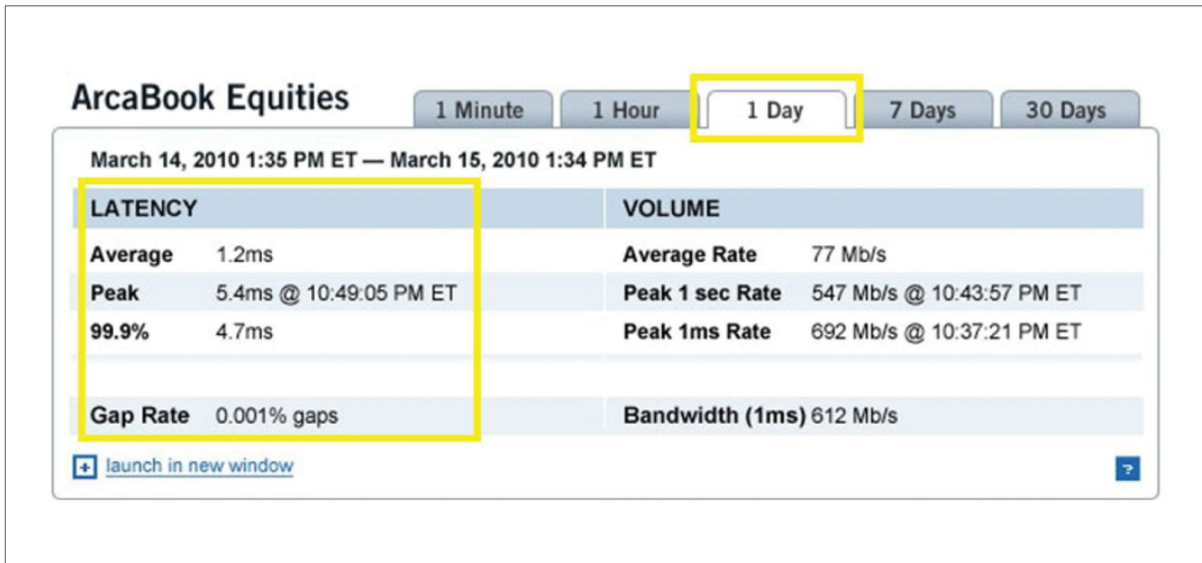 ArcaBook Equities
1 Minute
1 Hour
1 Day
7 Days
30 Days
March 14, 2010 1:35 PM ET — March 15, 2010 1:34 PM ET
LATENCY
Average 1.2ms
Peak 5.4ms @ 10:49:05 PM ET
99.9% 4.7ms
Gap Rate 0.001% gaps
VOLUME
Average Rate 77 Mb/s
Peak 1 sec Rate 547 Mb/s @ 10:43:57 PM ET
Peak 1ms Rate 692 Mb/s @ 10:37:21 PM ET
Bandwidth (1ms) 612 Mb/s
+ launch in new window
?